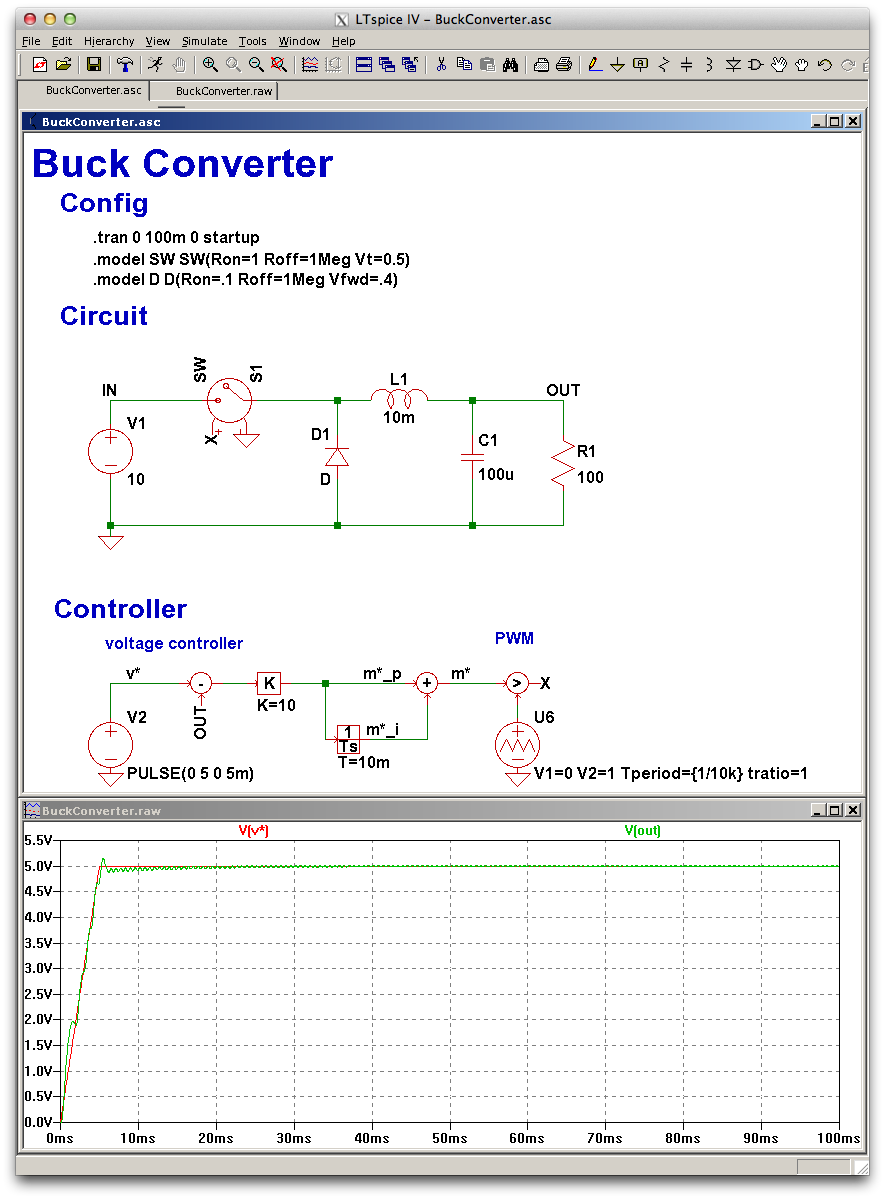 LTspice IV – BuckConverter.asc
File Edit Hierarchy View Simulate Tools Window Help
BuckConverter.asc BuckConverter.raw
BuckConverter.asc
Buck Converter
Config
.tran 0 100m 0 startup
.model SW SW(Ron=1 Roff=1Meg Vt=0.5)
.model D D(Ron=.1 Roff=1Meg Vfwd=.4)
Circuit
SW
S1
L1
IN
OUT
10m
V1
X
+
D1
C1
R1
10
D
100u
100
Controller
voltage controller
PWM
v*
m*_p
m*
-
K
+
>
X
K=10
OUT
V2
1
Ts
m*_i
U6
T=10m
PULSE(0 5 0 5m)
V1=0 V2=1 Tperiod={1/10k} tratio=1
BuckConverter.raw
V(v*)
V(out)
5.5V
5.0V
4.5V
4.0V
3.5V
3.0V
2.5V
2.0V
1.5V
1.0V
0.5V
0.0V
0ms 10ms 20ms 30ms 40ms 50ms 60ms 70ms 80ms 90ms 100ms